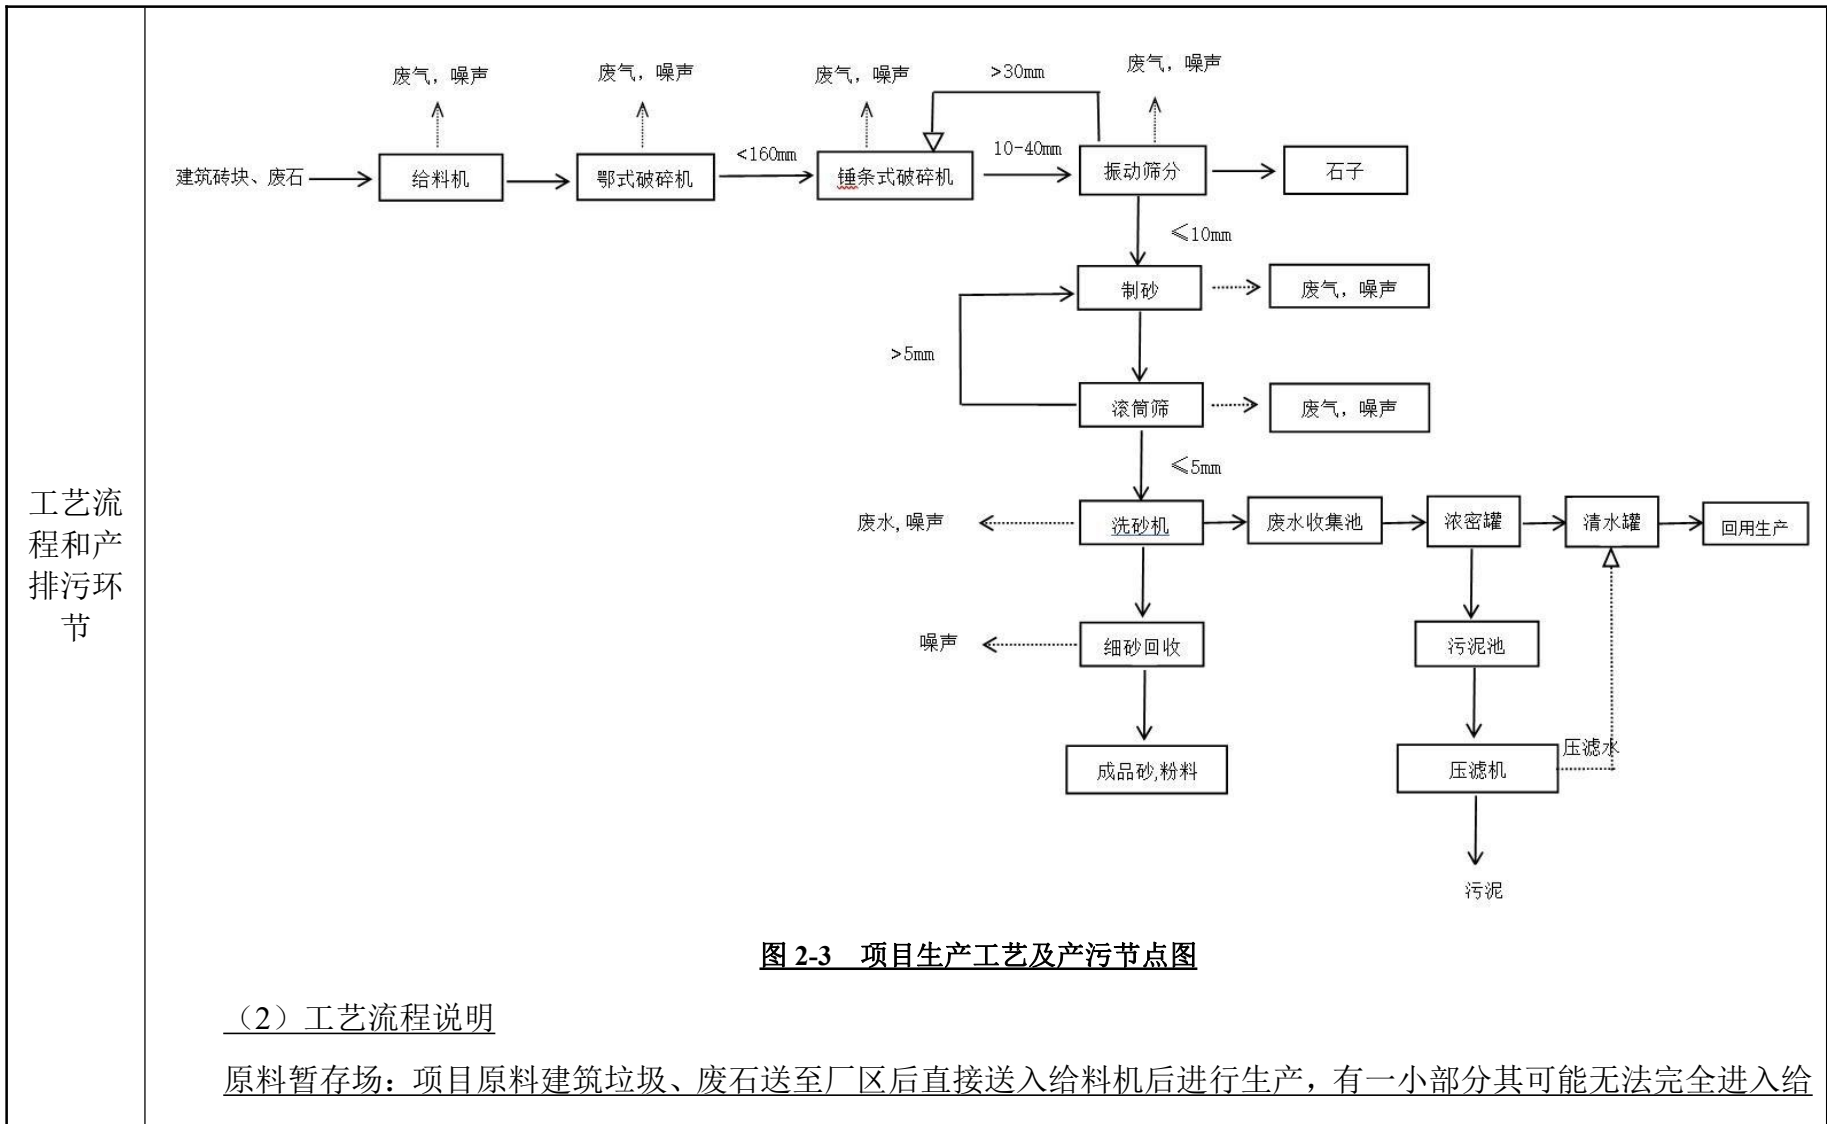 废气，噪声
废气，噪声
废气，噪声
>30mm
废气，噪声
建筑砖块、废石
给料机
鄂式破碎机
<160mm
锤条式破碎机
10-40mm
振动筛分
石子
≤10mm
制砂
废气，噪声
>5mm
滚筒筛
废气，噪声
≤5mm
废水,噪声
洗砂机
废水收集池
浓密罐
清水罐
回用生产
噪声
细砂回收
污泥池
成品砂,粉料
压滤机
压滤水
污泥
工艺流
程和产
排污环
节
图 2-3 项目生产工艺及产污节点图
（2）工艺流程说明
原料暂存场：项目原料建筑垃圾、废石送至厂区后直接送入给料机后进行生产，有一小部分其可能无法完全进入给